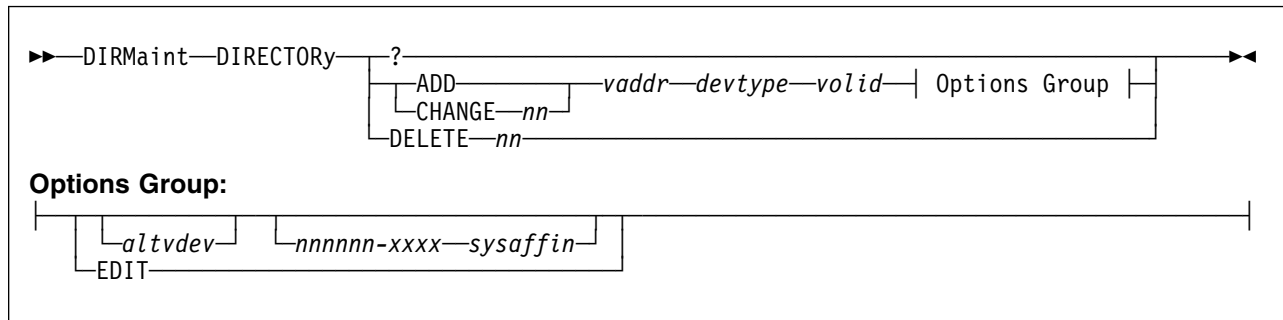 ►►──DIRMaint──DIRECTORy──?──►◄
ADD vaddr──devtype──volid──┤ Options Group ├
CHANGE──nn
DELETE──nn
Options Group:
altvdev nnnnnn-xxxx──sysaffin
EDIT